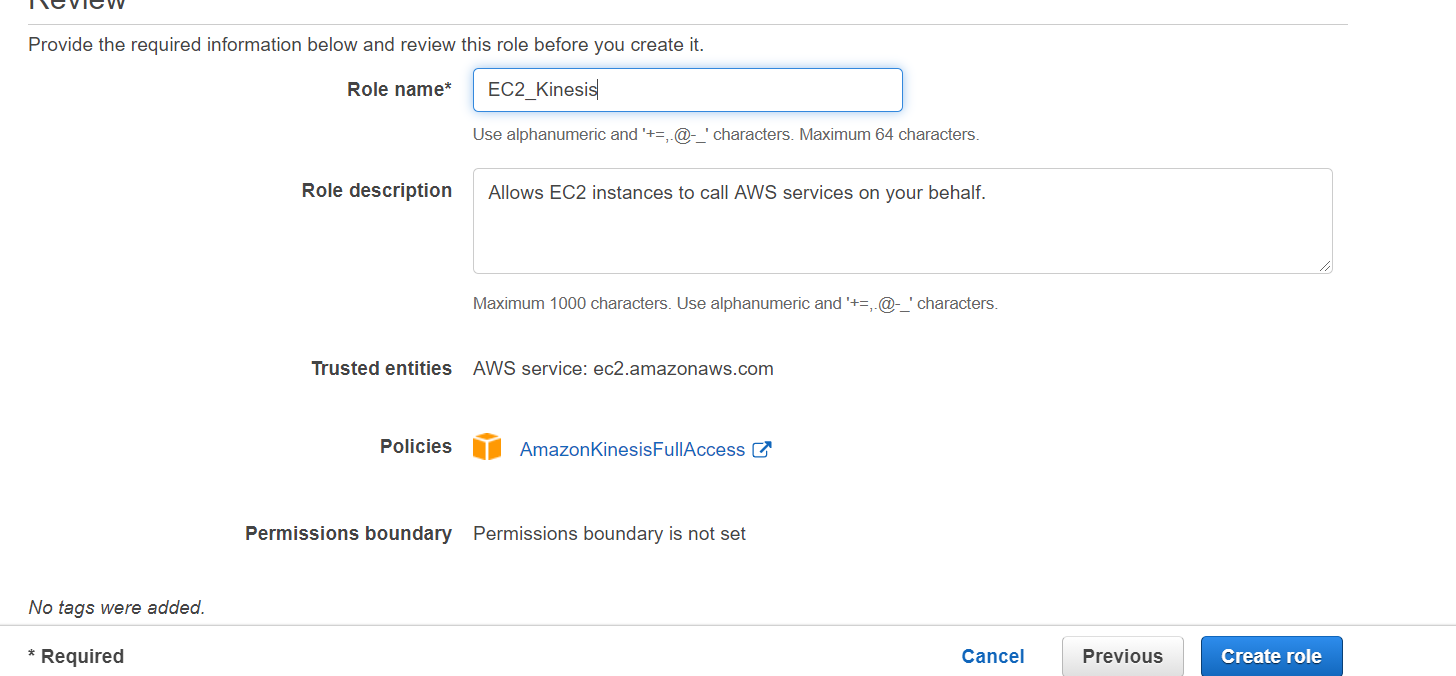 Review
Provide the required information below and review this role before you create it.
Role name* EC2_Kinesis
Use alphanumeric and '+=,.@-_' characters. Maximum 64 characters.
Role description Allows EC2 instances to call AWS services on your behalf.
Maximum 1000 characters. Use alphanumeric and '+=,.@-_' characters.
Trusted entities AWS service: ec2.amazonaws.com
Policies AmazonKinesisFullAccess
Permissions boundary Permissions boundary is not set
No tags were added.
* Required Cancel Previous Create role